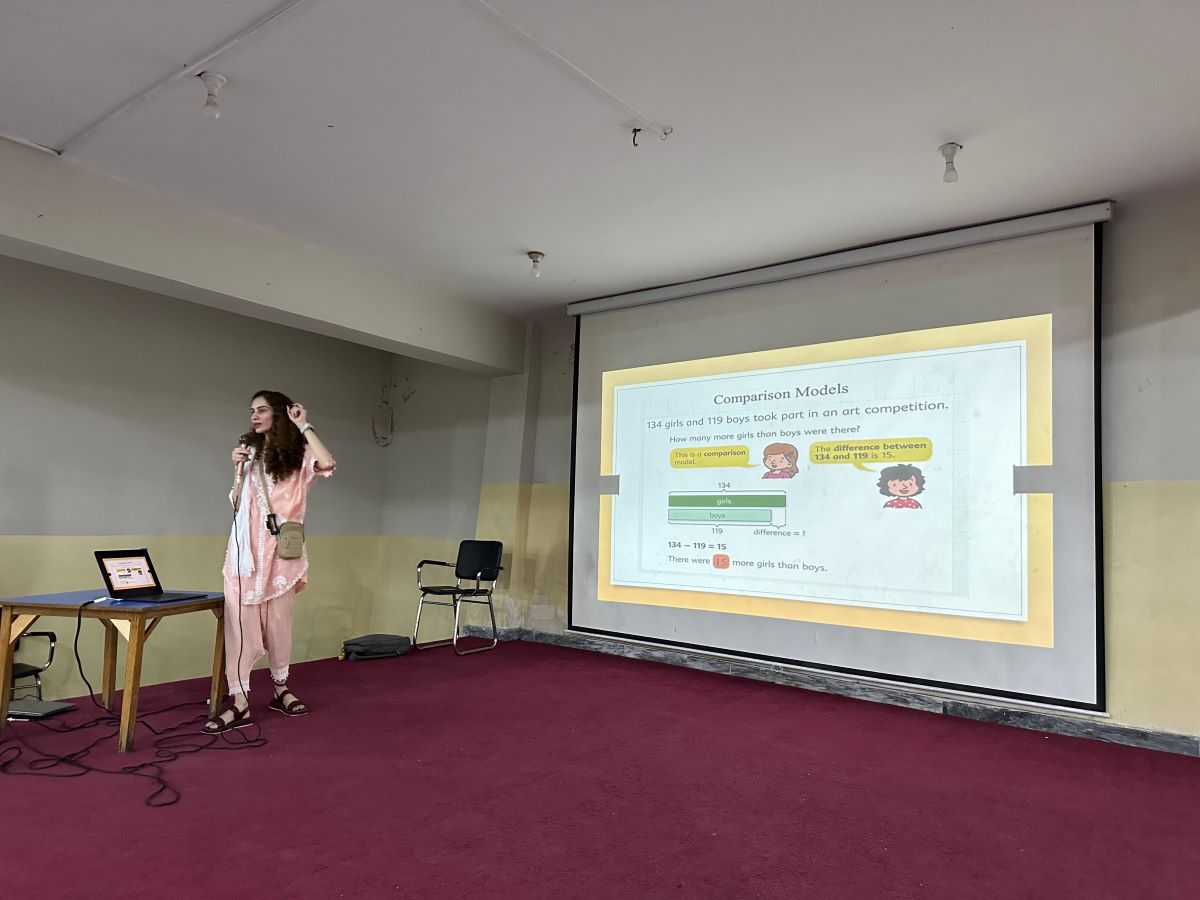 Comparison Models
134 girls and 119 boys took part in an art competition.
How many more girls than boys were there?
This is a comparison
model.
The difference between
134 and 119 is 15.
134
girls
boys
119
difference = ?
134 − 119 = 15
There were 15 more girls than boys.